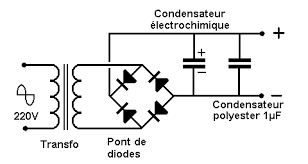 Condensateur
électrochimique
+
+
−
−
220V
Condensateur
polyester 1µF
Transfo
Pont de
diodes